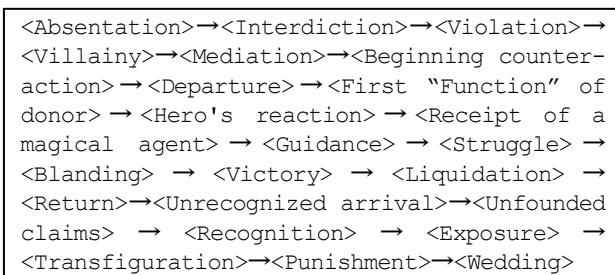 <Absentation>→<Interdiction>→<Violation>→
<Villainy>→<Mediation>→<Beginning counter-
action> → <Departure> → <First “Function” of
donor> → <Hero's reaction> → <Receipt of a
magical agent> → <Guidance> → <Struggle> →
<Blanding> → <Victory> → <Liquidation> →
<Return>→<Unrecognized arrival>→<Unfounded
claims> → <Recognition> → <Exposure> →
<Transfiguration>→<Punishment>→<Wedding>